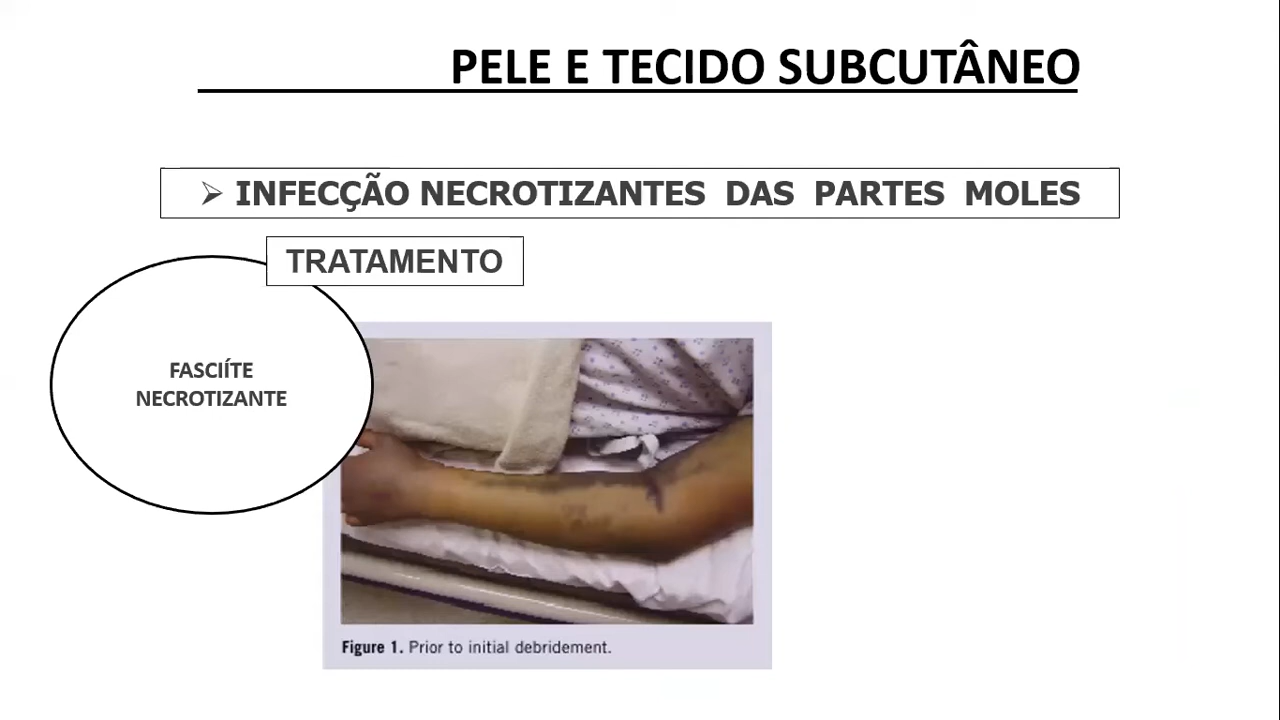 PELE E TECIDO SUBCUTÂNEO
➢ INFECÇÃO NECROTIZANTES DAS PARTES MOLES
TRATAMENTO
FASCIÍTE
NECROTIZANTE
Figure 1. Prior to initial debridement.